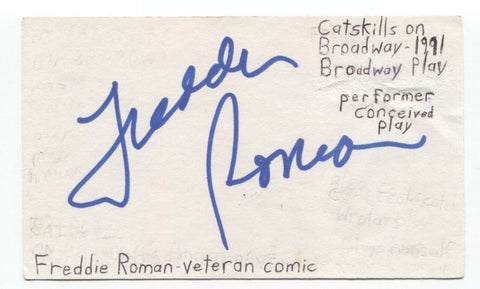 Catskills on
Broadway-1991
Broadway Play
performer
conceived
play
Freddie
Roman
Freddie Roman-veteran comic